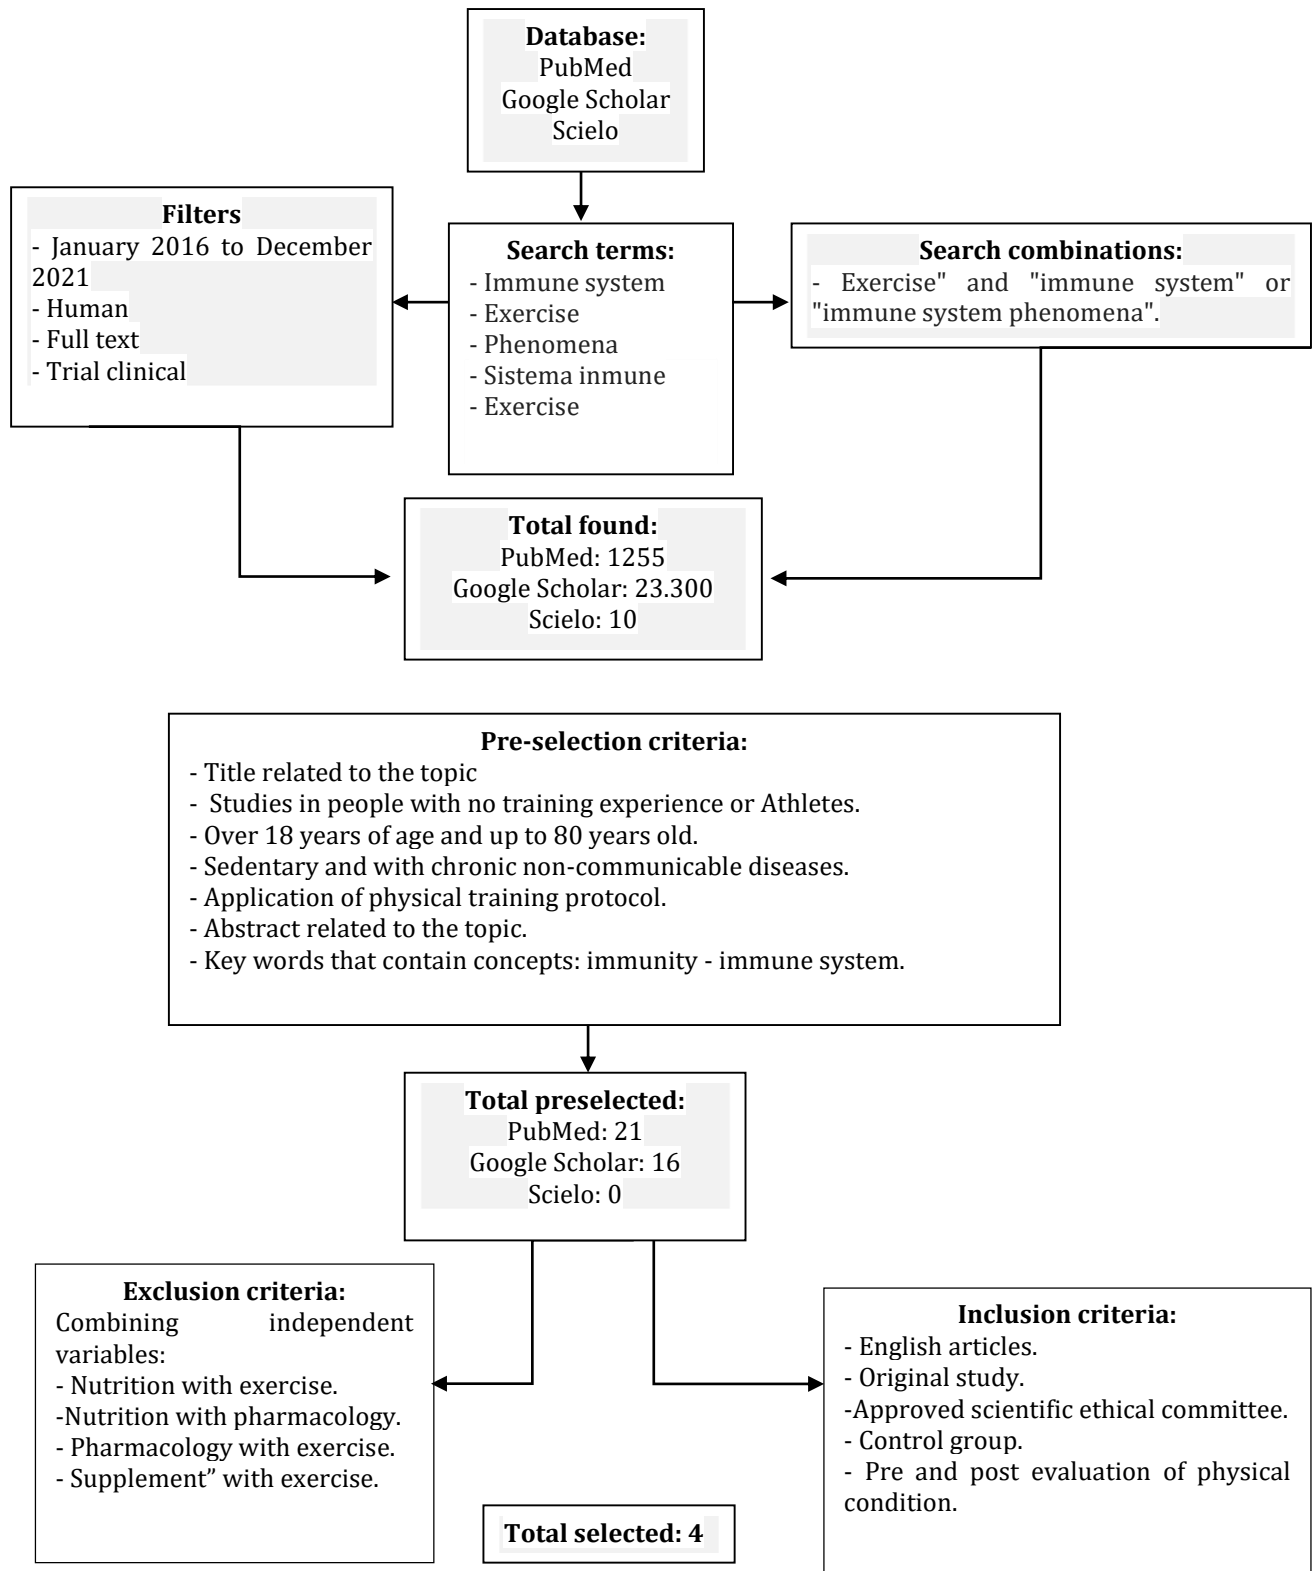 Database:
PubMed
Google Scholar
Scielo
Filters
- January 2016 to December
2021
- Human
- Full text
- Trial clinical
Search terms:
- Immune system
- Exercise
- Phenomena
- Sistema inmune
- Exercise
Search combinations:
- Exercise" and "immune system" or
"immune system phenomena".
Total found:
PubMed: 1255
Google Scholar: 23.300
Scielo: 10
Pre-selection criteria:
- Title related to the topic
- Studies in people with no training experience or Athletes.
- Over 18 years of age and up to 80 years old.
- Sedentary and with chronic non-communicable diseases.
- Application of physical training protocol.
- Abstract related to the topic.
- Key words that contain concepts: immunity - immune system.
Total preselected:
PubMed: 21
Google Scholar: 16
Scielo: 0
Exclusion criteria:
Combining independent
variables:
- Nutrition with exercise.
-Nutrition with pharmacology.
- Pharmacology with exercise.
- Supplement” with exercise.
Inclusion criteria:
- English articles.
- Original study.
-Approved scientific ethical committee.
- Control group.
- Pre and post evaluation of physical
condition.
Total selected: 4